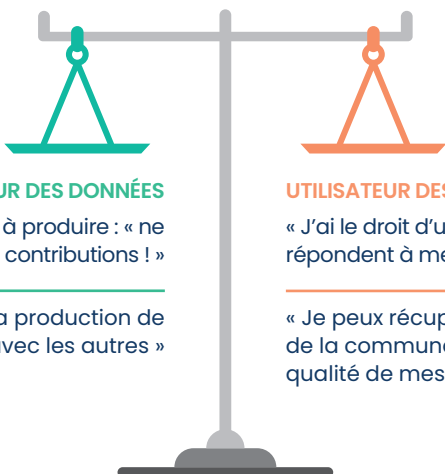 UR DES DONNÉES
à produire : « ne
contributions ! »
a production de
avec les autres »
UTILISATEUR DES
« J’ai le droit d’u
répondent à me
« Je peux récup
de la commun
qualité de mes